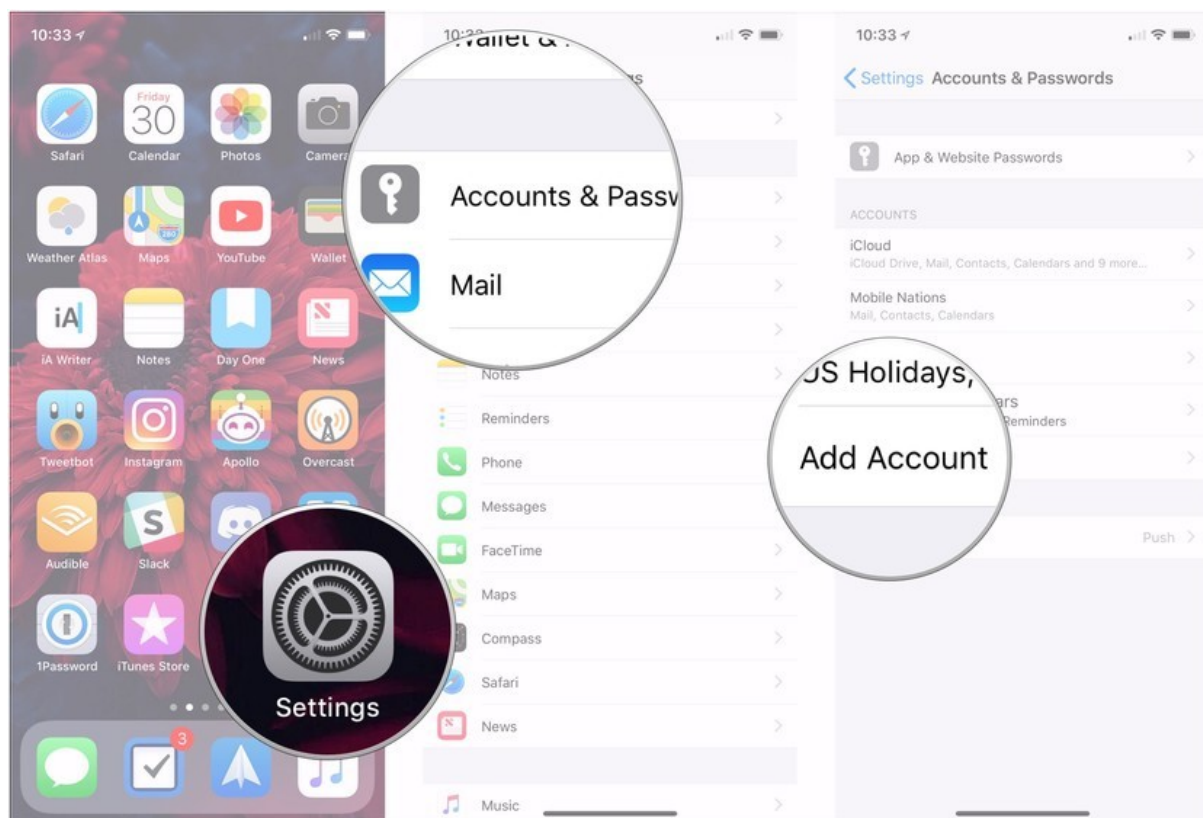 10:33
Friday
30
Safari
Calendar
Photos
Camera
280
Weather Atlas
Maps
YouTube
Wallet
iA
iA Writer
Notes
Day One
News
Tweetbot
Instagram
Apollo
Overcast
S
Audible
Slack
1Password
iTunes Store
Settings
3
Wallet &
Accounts & Passw
Mail
Notes
Reminders
Phone
Messages
FaceTime
Maps
Compass
Safari
News
Music
10:33
Settings
Accounts & Passwords
App & Website Passwords
ACCOUNTS
iCloud
iCloud Drive, Mail, Contacts, Calendars and 9 more...
Mobile Nations
Mail, Contacts, Calendars
US Holidays,
ars
Reminders
Add Account
Push